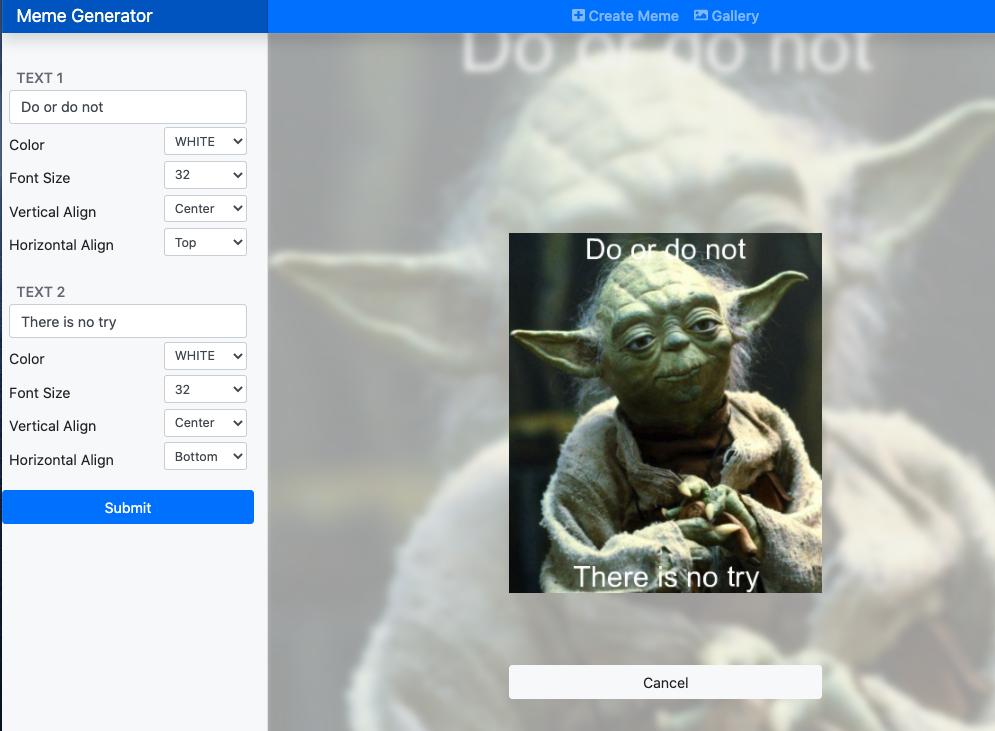 Meme Generator
Create Meme Gallery
TEXT 1
Do or do not
Color WHITE
Font Size 32
Vertical Align Center
Horizontal Align Top
TEXT 2
There is no try
Color WHITE
Font Size 32
Vertical Align Center
Horizontal Align Bottom
Submit
Do or do not
Do or do not
There is no try
Cancel